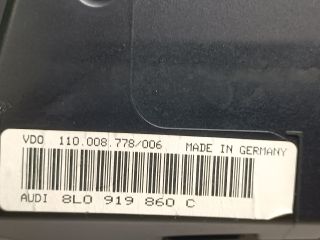 VDO 110.008.778/006 MADE IN GERMANY
AUDI 8L0 919 860 C